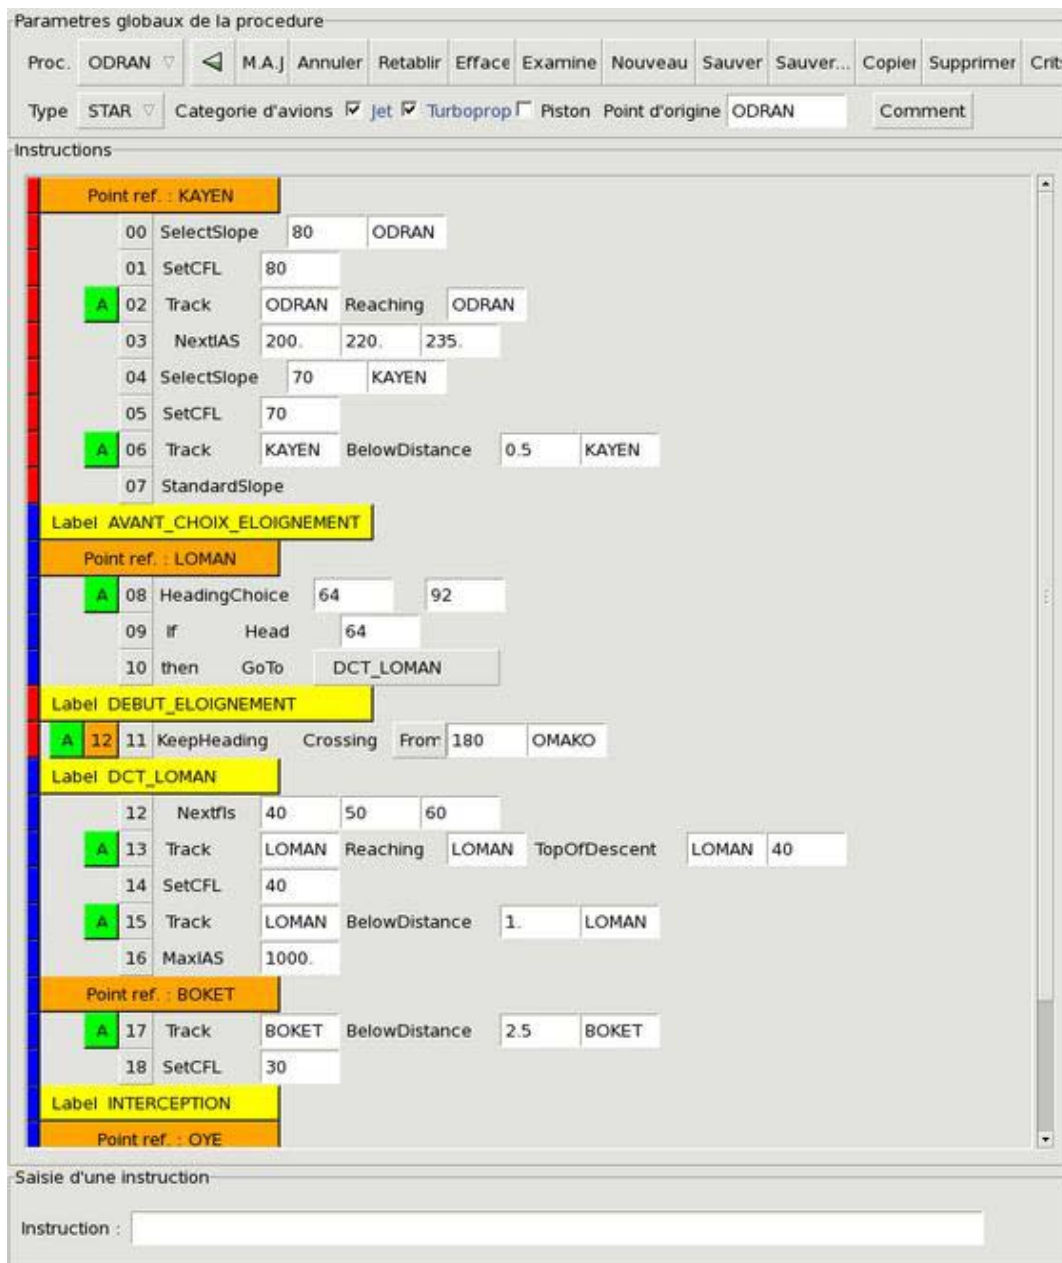 Parametres globaux de la procedure
Proc. ODRAN M.A.J Annuler Retablir Efface Examine Nouveau Sauver Sauver... Copier Supprimer Crit
Type STAR Categorie d'avions Jet Turboprop Piston Point d'origine ODRAN Comment
Instructions
Point ref. : KAYEN
00 SelectSlope 80 ODRAN
01 SetCFL 80
A 02 Track ODRAN Reaching ODRAN
03 NextIAS 200. 220. 235.
04 SelectSlope 70 KAYEN
05 SetCFL 70
A 06 Track KAYEN BelowDistance 0.5 KAYEN
07 StandardSlope
Label AVANT_CHOIX_ELOIGNEMENT
Point ref. : LOMAN
A 08 HeadingChoice 64 92
09 If Head 64
10 then GoTo DCT_LOMAN
Label DEBUT_ELOIGNEMENT
A 12 11 KeepHeading Crossing From 180 OMAKO
Label DCT_LOMAN
12 Nextfls 40 50 60
A 13 Track LOMAN Reaching LOMAN TopOfDescent LOMAN 40
14 SetCFL 40
A 15 Track LOMAN BelowDistance 1. LOMAN
16 MaxIAS 1000.
Point ref. : BOKET
A 17 Track BOKET BelowDistance 2.5 BOKET
18 SetCFL 30
Label INTERCEPTION
Point ref. : OYE
Saisie d'une instruction
Instruction :